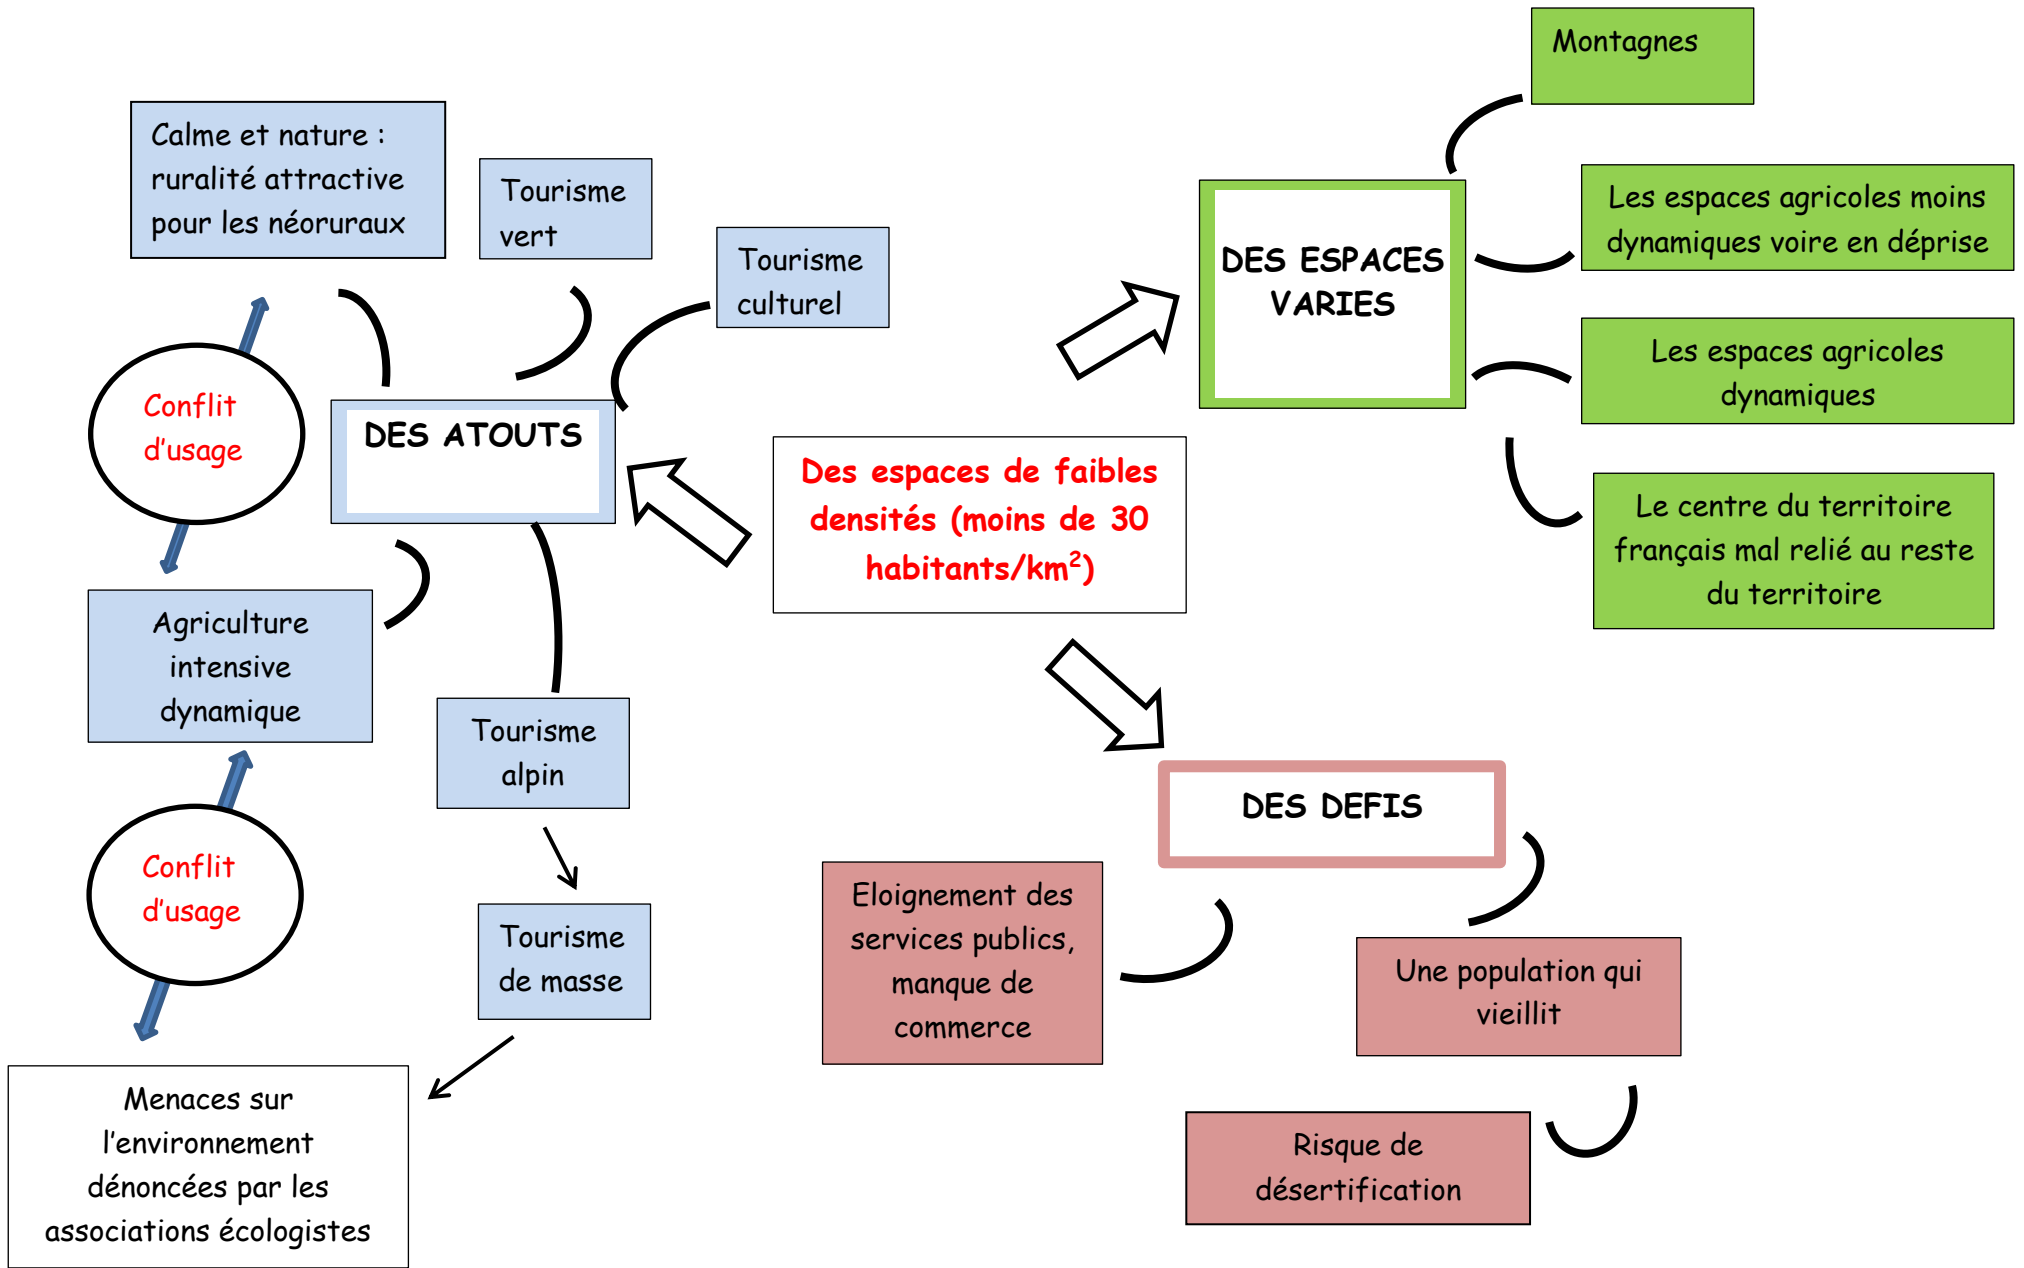 Montagnes
Calme et nature :
ruralité attractive
pour les néoruraux
Tourisme
vert
Tourisme
culturel
DES ESPACES
VARIES
Les espaces agricoles moins
dynamiques voire en déprise
Les espaces agricoles
dynamiques
Le centre du territoire
français mal relié au reste
du territoire
Conflit
d'usage
DES ATOUTS
Des espaces de faibles
densités (moins de 30
habitants/km²)
Agriculture
intensive
dynamique
Tourisme
alpin
Conflit
d'usage
Tourisme
de masse
Menaces sur
l'environnement
dénoncées par les
associations écologistes
DES DEFIS
Eloignement des
services publics,
manque de
commerce
Une population qui
vieillit
Risque de
désertification